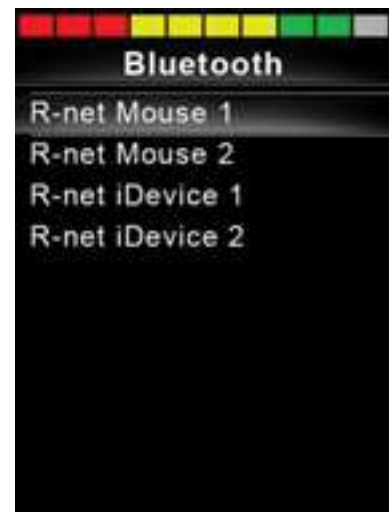 Bluetooth
R-net Mouse 1
R-net Mouse 2
R-net iDevice 1
R-net iDevice 2